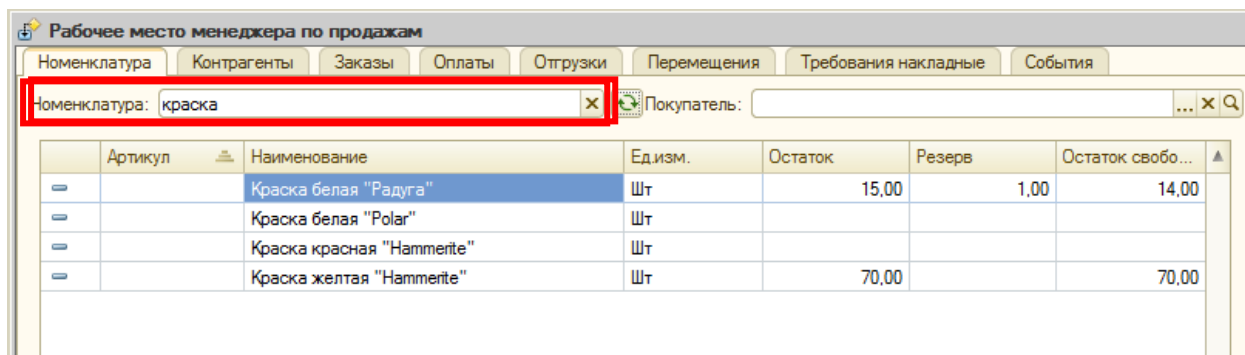 Рабочее место менеджера по продажам
Номенклатура Контрагенты Заказы Оплаты Отгрузки Перемещения Требования накладные События
Номенклатура: краска Покупатель: ...
Артикул Наименование Ед.изм. Остаток Резерв Остаток свобо...
Краска белая "Радуга" Шт 15,00 1,00 14,00
Краска белая "Polar" Шт
Краска красная "Hammerite" Шт
Краска желтая "Hammerite" Шт 70,00 70,00